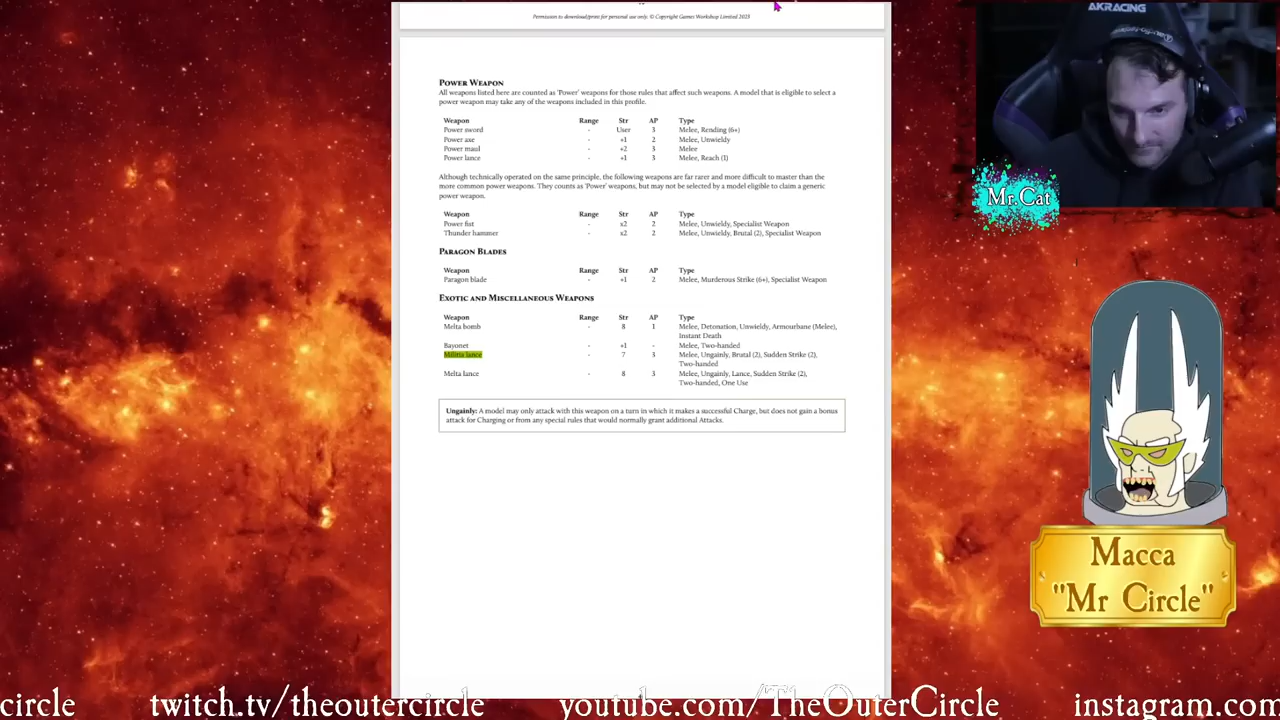 Permission to download/print for personal use only. © Copyright Games Workshop Limited 2023
Power Weapon
All weapons listed here are counted as 'Power' weapons for those rules that affect such weapons. A model that is eligible to select a
power weapon may take any of the weapons included in this profile.
Weapon Range Str AP Type
Power sword - User 3 Melee, Rending (6+)
Power axe - +1 2 Melee, Unwieldy
Power maul - +2 3 Melee
Power lance - +1 3 Melee, Reach (1)
Although technically operated on the same principle, the following weapons are far rarer and more difficult to master than the
more common power weapons. They counts as 'Power' weapons, but may not be selected by a model eligible to claim a generic
power weapon.
Weapon Range Str AP Type
Power fist - x2 2 Melee, Unwieldy, Specialist Weapon
Thunder hammer - x2 2 Melee, Unwieldy, Brutal (2), Specialist Weapon
Paragon Blades
Weapon Range Str AP Type
Paragon blade - +1 2 Melee, Murderous Strike (6+), Specialist Weapon
Exotic and Miscellaneous Weapons
Weapon Range Str AP Type
Melta bomb - 8 1 Melee, Detonation, Unwieldy, Armourbane (Melee),
Instant Death
Bayonet - +1 - Melee, Two-handed
Militia lance - 7 3 Melee, Ungainly, Brutal (2), Sudden Strike (2),
Two-handed
Melta lance - 8 3 Melee, Ungainly, Lance, Sudden Strike (2),
Two-handed, One Use
Ungainly: A model may only attack with this weapon on a turn in which it makes a successful Charge, but does not gain a bonus
attack for Charging or from any special rules that would normally grant additional Attacks.
AKRACING
Mr.Cat
Macca
"Mr Circle"
circle twitch.tv/theoutercircle youtube.com/TheOuterCircle instagram.com